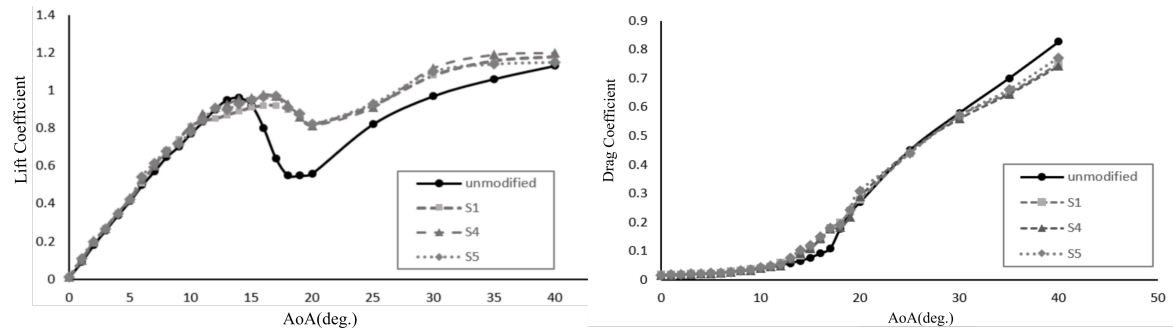 1.4
1.2
1
0.8
0.6
0.4
0.2
0
Lift Coefficient
unmodified
S1
S4
S5
0 5 10 15 20 25 30 35 40
AoA(deg.)
0.9
0.8
0.7
0.6
0.5
0.4
0.3
0.2
0.1
0
Drag Coefficient
unmodified
S1
S4
S5
0 10 20 30 40 50
AoA(deg.)